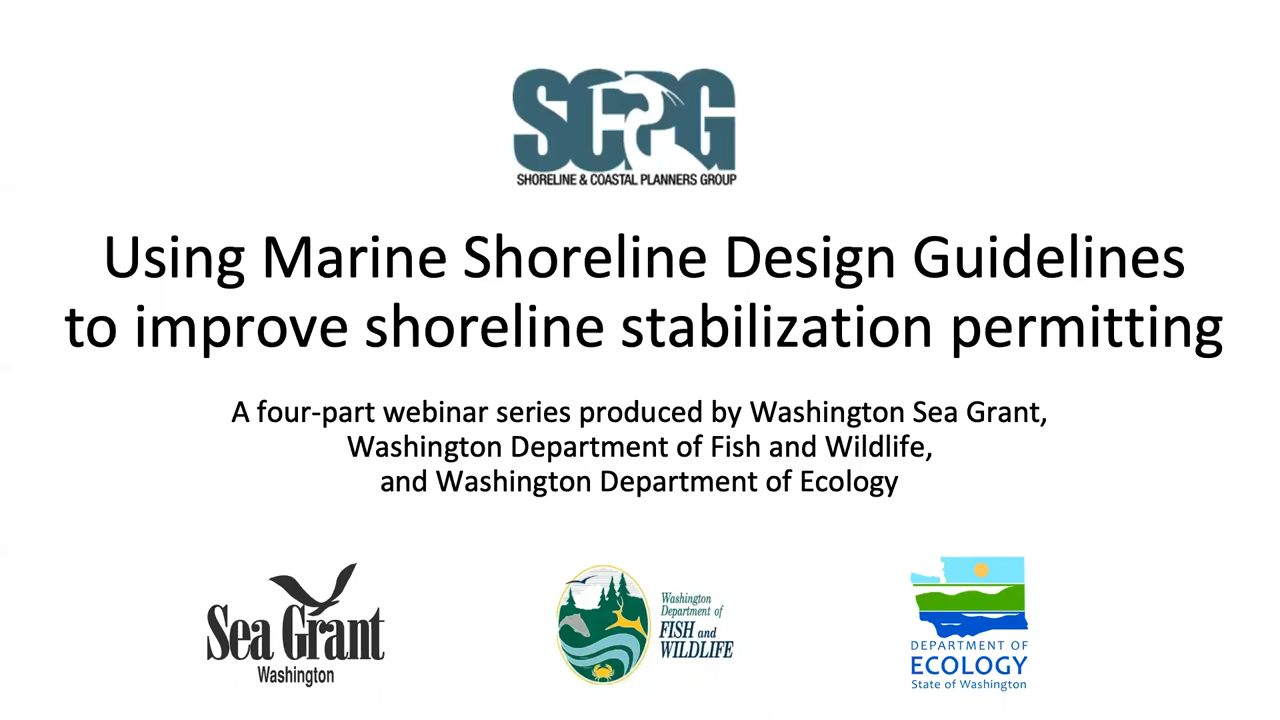 SCPG
SHORELINE & COASTAL PLANNERS GROUP
Using Marine Shoreline Design Guidelines
to improve shoreline stabilization permitting
A four-part webinar series produced by Washington Sea Grant,
Washington Department of Fish and Wildlife,
and Washington Department of Ecology
Sea Grant
Washington
Washington
Department of
FISH and
WILDLIFE
DEPARTMENT OF
ECOLOGY
State of Washington